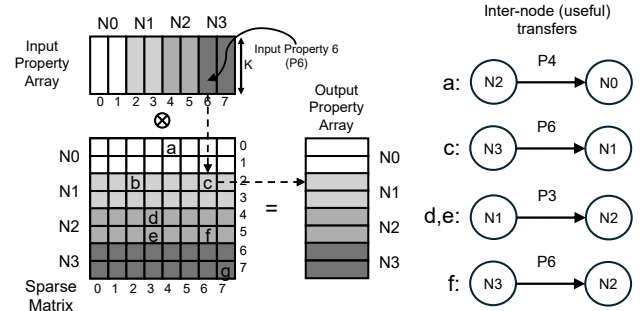 N0 N1 N2 N3
Input
Property
Array
Input Property 6
(P6)
K
0 1 2 3 4 5 6 7
⊗
Output
Property
Array
N0
N1
N2
N3
a
b
c
d
e
f
g
0
1
2
3
4
5
6
7
=
N0
N1
N2
N3
Sparse
Matrix
0 1 2 3 4 5 6 7
Inter-node (useful)
transfers
a: N2 P4 N0
c: N3 P6 N1
d,e: N1 P3 N2
f: N3 P6 N2